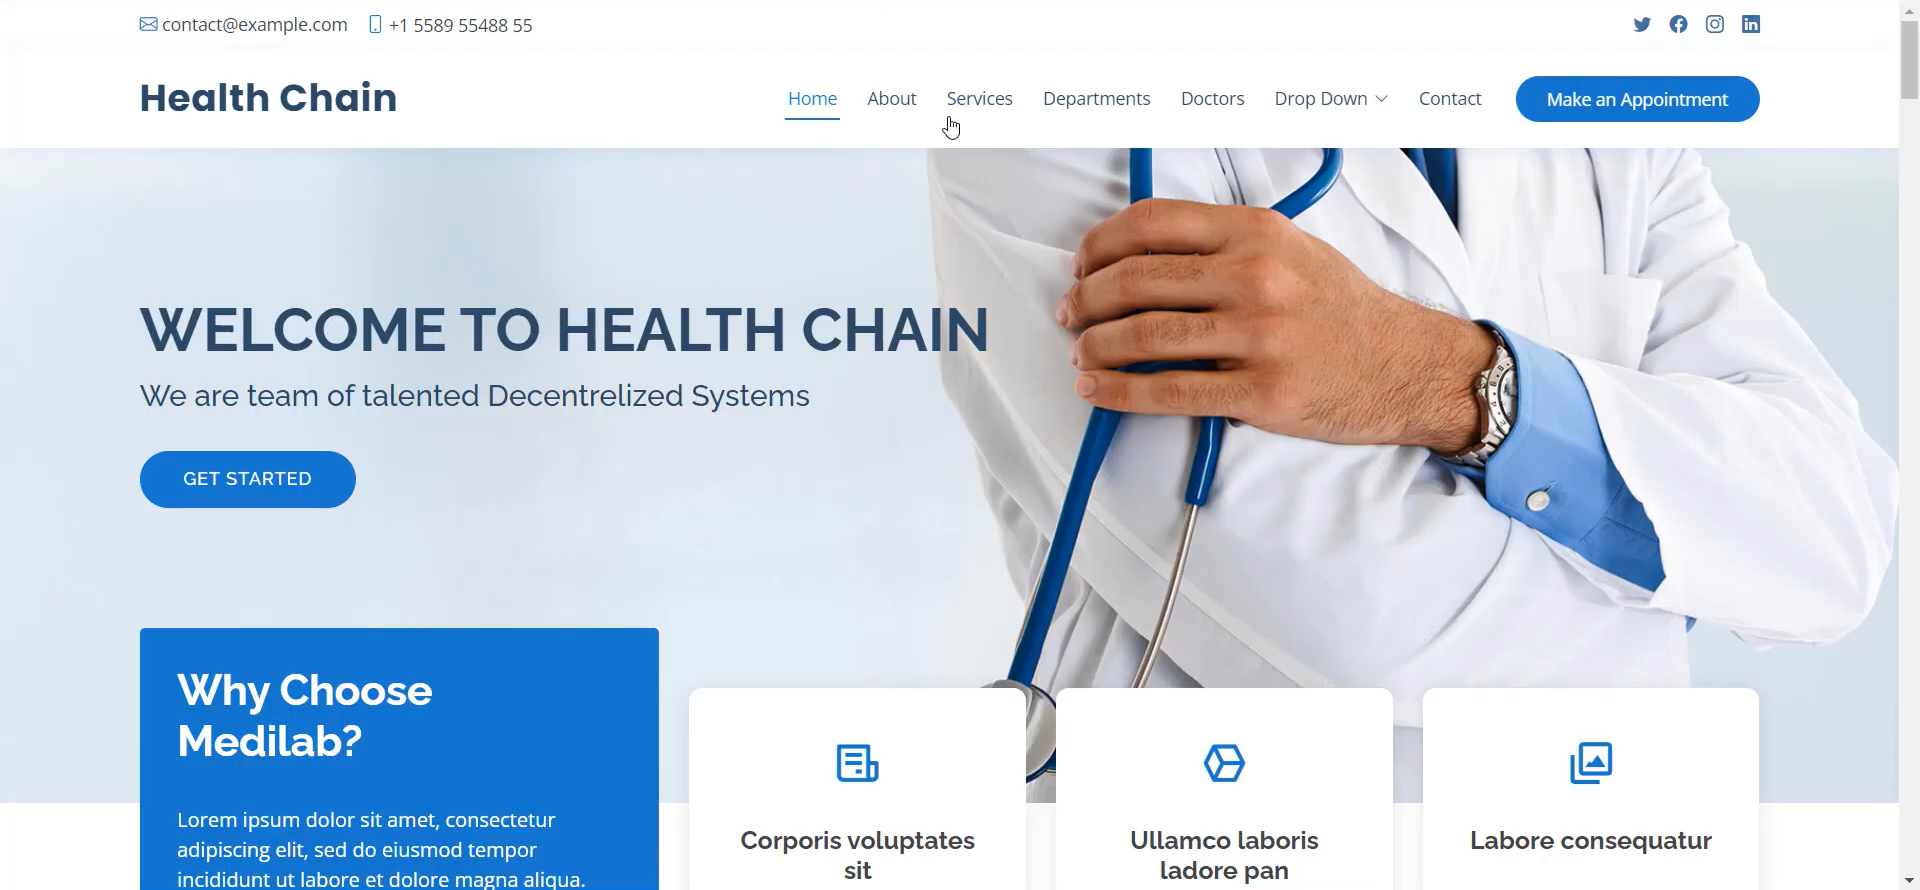 contact@example.com +1 5589 55488 55
Health Chain
Home About Services Departments Doctors Drop Down Contact Make an Appointment
WELCOME TO HEALTH CHAIN
We are team of talented Decentrelized Systems
GET STARTED
Why Choose
Medilab?
Lorem ipsum dolor sit amet, consectetur
adipiscing elit, sed do eiusmod tempor
incididunt ut labore et dolore magna aliqua.
Corporis voluptates
sit
Ullamco laboris
ladore pan
Labore consequatur